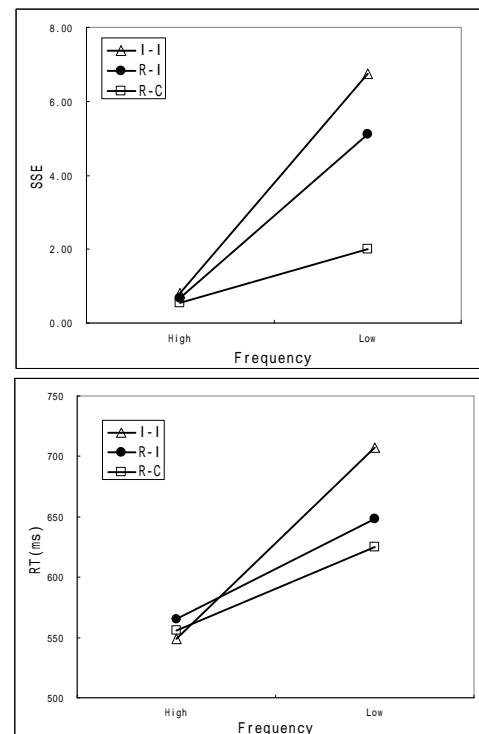 8.00
I-I
R-I
R-C
6.00
SSE
4.00
2.00
0.00
High Low
Frequency
750
I-I
R-I
R-C
700
650
RT(ms)
600
550
500
High Low
Frequency